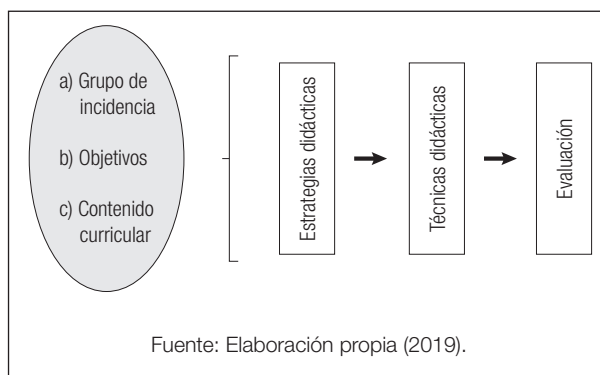 a) Grupo de
incidencia
b) Objetivos
c) Contenido
curricular
Estrategias didácticas
Técnicas didácticas
Evaluación
Fuente: Elaboración propia (2019).